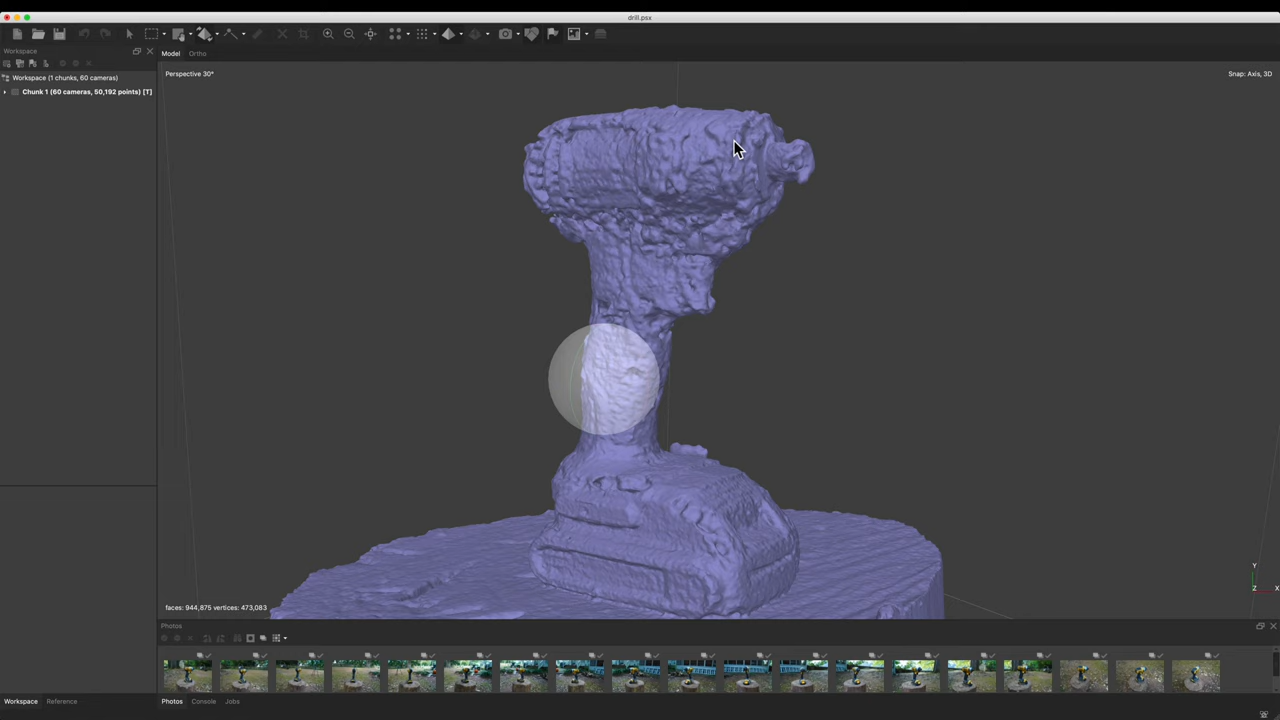 drill.psx
Workspace
Model Ortho
Workspace (1 chunks, 60 cameras)
Chunk 1 (60 cameras, 50,192 points) [T]
Perspective 30°
Snap: Axis, 3D
Y
Z X
faces: 944,875 vertices: 473,083
Photos
Workspace Reference
Photos Console Jobs